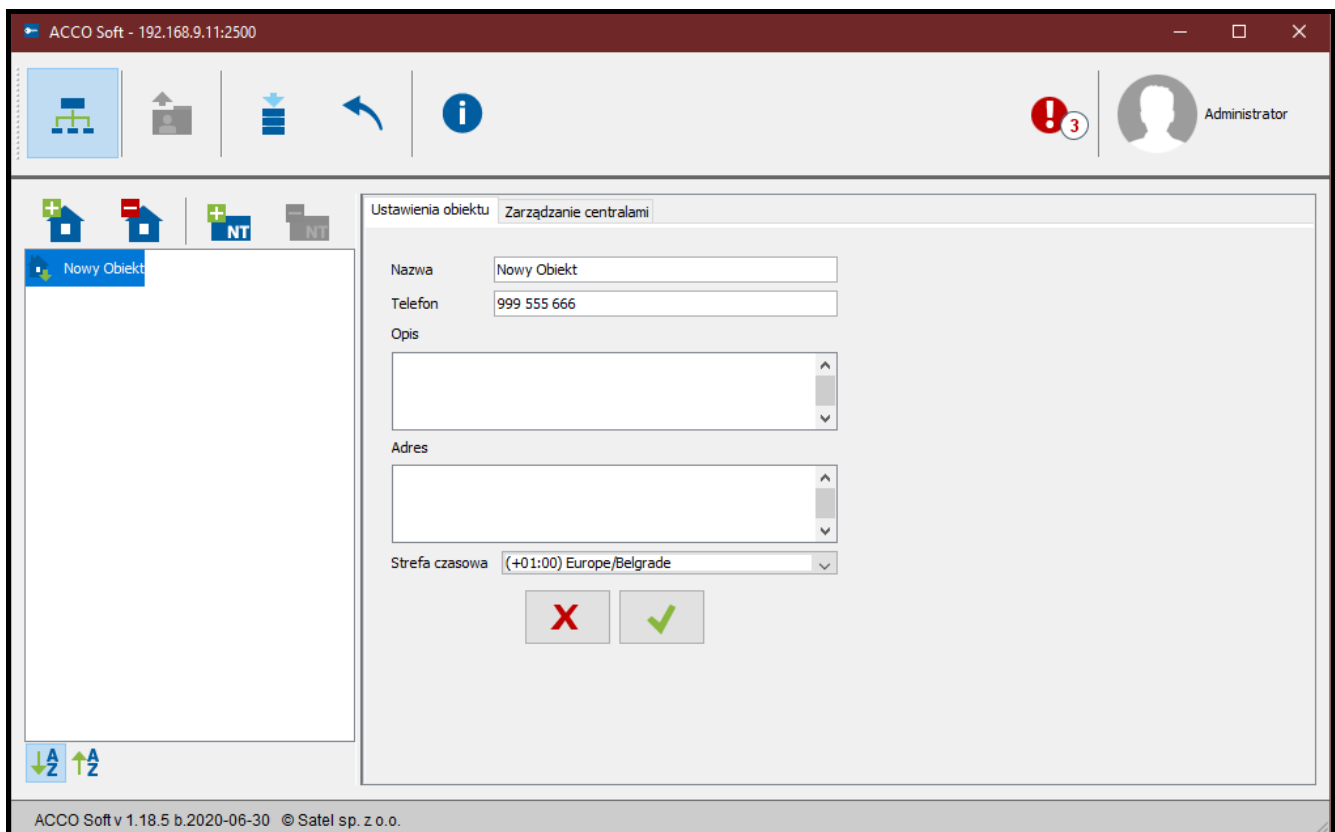 ACCO Soft - 192.168.9.11:2500
3
Administrator
NT
NT
Nowy Obiekt
Ustawienia obiektu
Zarządzanie centralami
Nazwa
Nowy Obiekt
Telefon
999 555 666
Opis
Adres
Strefa czasowa
(+01:00) Europe/Belgrade
X
A
Z
A
Z
ACCO Soft v 1.18.5 b.2020-06-30 © Satel sp. z o.o.